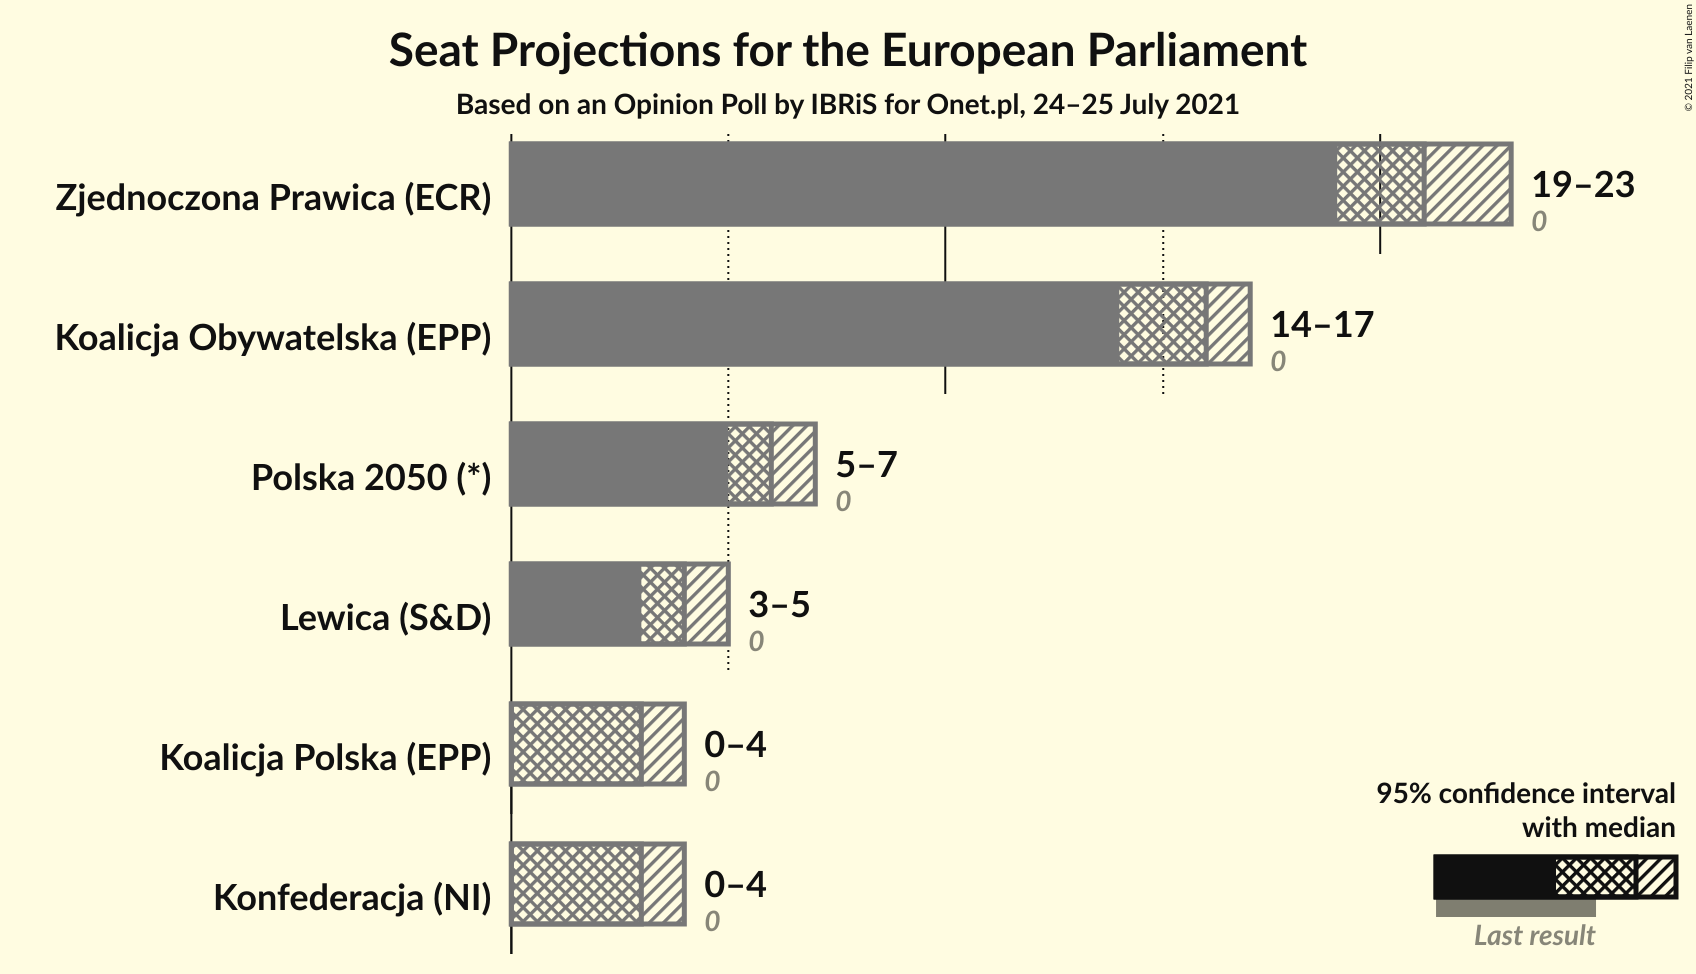 Seat Projections for the European Parliament
Based on an Opinion Poll by IBRiS for Onet.pl, 24–25 July 2021
© 2021 Filip van Laenen
Zjednoczona Prawica (ECR)
19–23
0
Koalicja Obywatelska (EPP)
14–17
0
Polska 2050 (*)
5–7
0
Lewica (S&D)
3–5
0
Koalicja Polska (EPP)
0–4
0
Konfederacja (NI)
0–4
0
95% confidence interval
with median
Last result